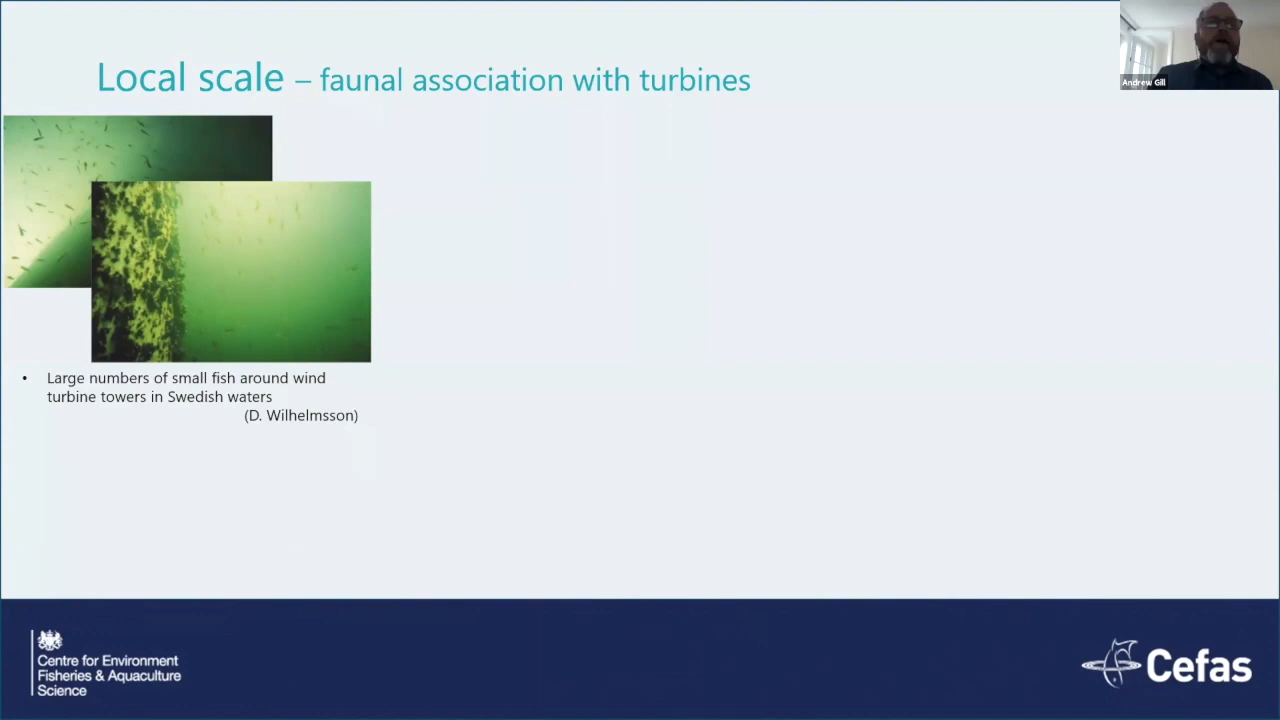 Local scale – faunal association with turbines
Andrew Gill
• Large numbers of small fish around wind
turbine towers in Swedish waters
(D. Wilhelmsson)
Centre for Environment
Fisheries & Aquaculture
Science
Cefas